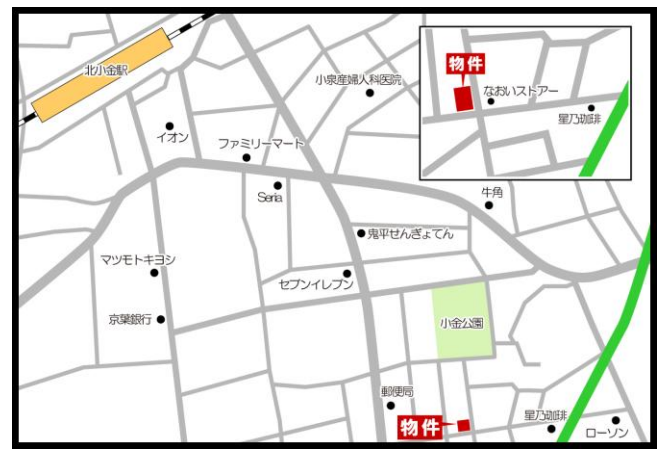 北小金駅
小泉産婦人科医院
イオン
ファミリーマート
Seria
牛角
鬼平せんぎょてん
マツモトキヨシ
セブンイレブン
京葉銀行
小金公園
郵便局
物件
星乃珈琲
ローソン
物件
なおいストアー
星乃珈琲